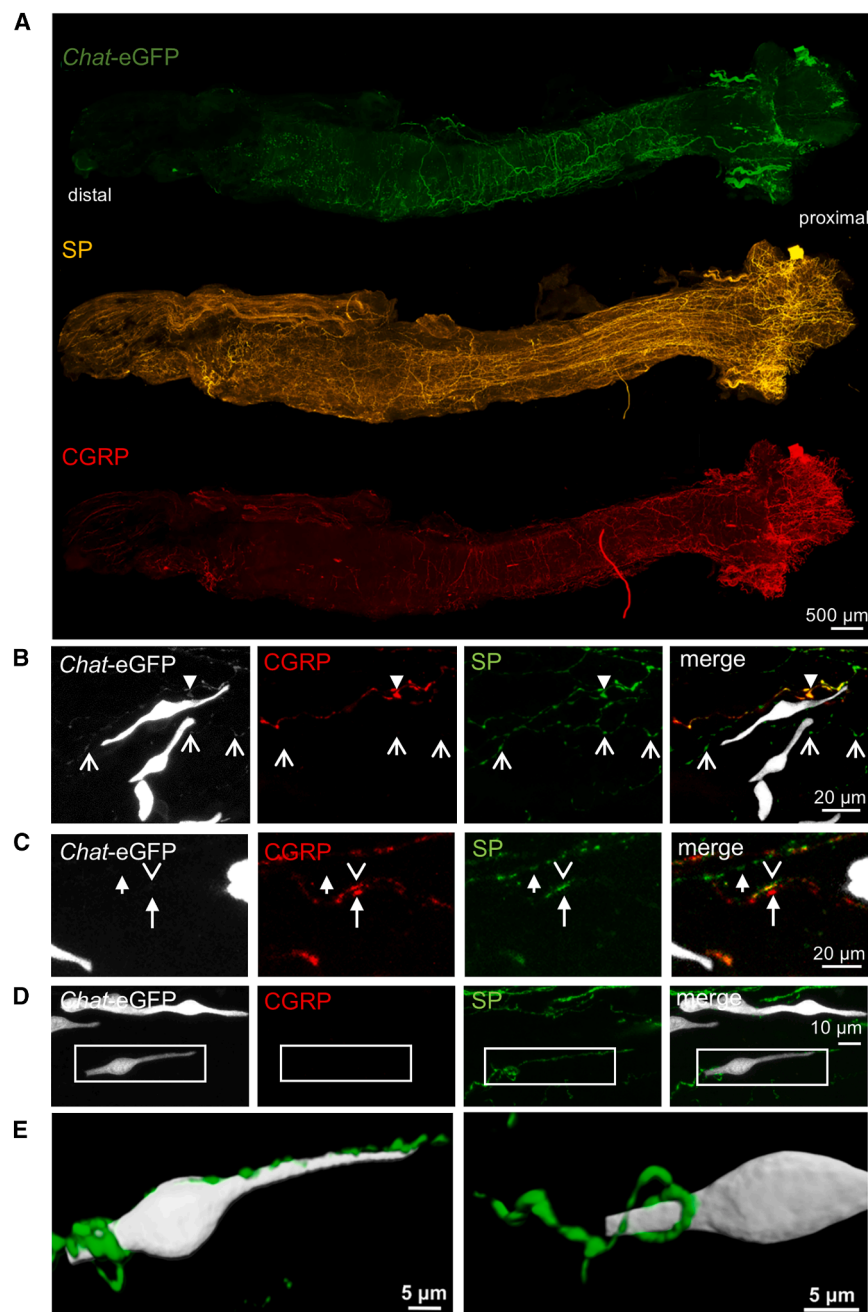 A
Chat-eGFP
distal
proximal
SP
CGRP
500 µm
B
Chat-eGFP CGRP SP merge
20 µm
C
Chat-eGFP CGRP SP merge
20 µm
D
Chat-eGFP CGRP SP merge
10 µm
E
5 µm 5 µm